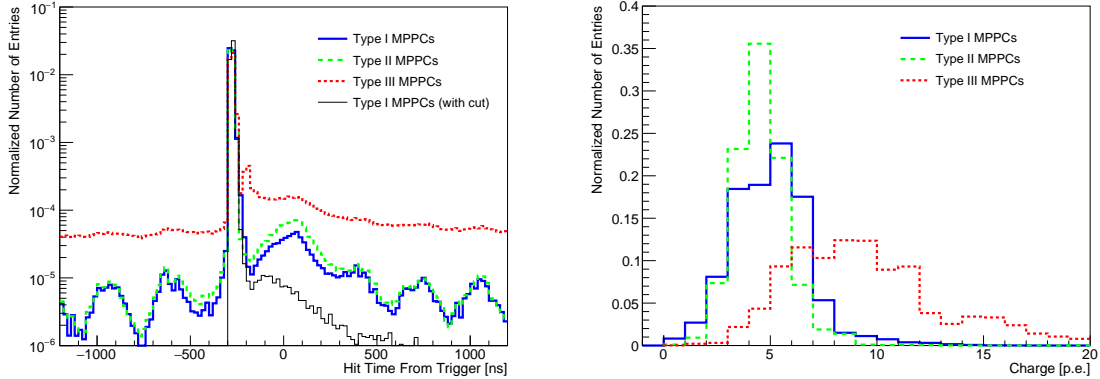 Normalized Number of Entries
10⁻¹
10⁻²
10⁻³
10⁻⁴
10⁻⁵
10⁻⁶
Type I MPPCs
Type II MPPCs
Type III MPPCs
Type I MPPCs (with cut)
−1000 −500 0 500 1000
Hit Time From Trigger [ns]
Normalized Number of Entries
0.4
0.35
0.3
0.25
0.2
0.15
0.1
0.05
0
Type I MPPCs
Type II MPPCs
Type III MPPCs
0 5 10 15 20
Charge [p.e.]